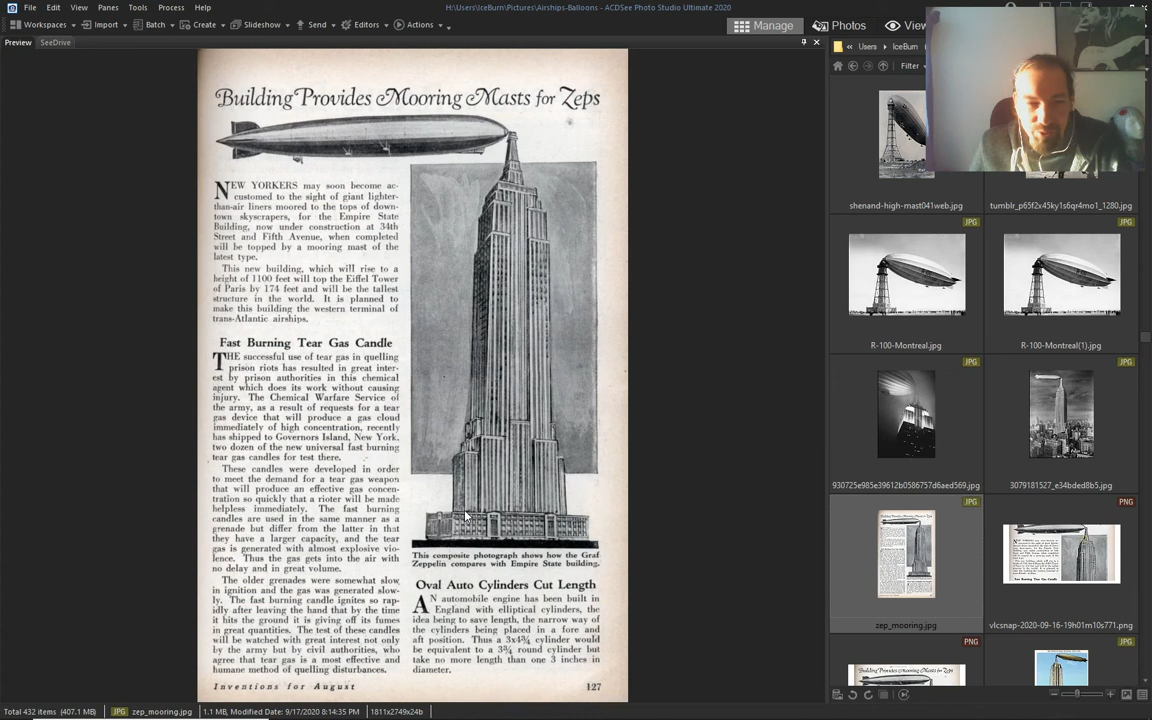 File Edit View Panes Tools Process Help
H:\Users\IceBurn\Pictures\Airships-Balloons - ACDSee Photo Studio Ultimate 2020
Workspaces Import Batch Create Slideshow Send Editors Actions
Manage Photos View
Preview SeeDrive
Users IceBurn
Filter
Building Provides Mooring Masts for Zeps
NEW YORKERS may soon become ac-
customed to the sight of giant lighter-
than-air liners moored to the tops of down-
town skyscrapers, for the Empire State
Building, now under construction at 34th
Street and Fifth Avenue, when completed
will be topped by a mooring mast of the
latest type.
This new building, which will rise to a
height of 1100 feet will top the Eiffel Tower
of Paris by 174 feet and will be the tallest
structure in the world. It is planned to
make this building the western terminal of
trans-Atlantic airships.
Fast Burning Tear Gas Candle
THE successful use of tear gas in quelling
prison riots has resulted in great inter-
est by prison authorities in this chemical
agent which does its work without causing
injury. The Chemical Warfare Service of
the army, as a result of requests for a tear
gas device that will produce a gas cloud
immediately of high concentration, recently
has shipped to Governors Island, New York,
two dozen of the new universal fast burning
tear gas candles for test there.
These candles were developed in order
to meet the demand for a tear gas weapon
that will produce an effective gas concen-
tration so quickly that a rioter will be made
helpless immediately. The fast burning
candles are used in the same manner as a
grenade but differ from the latter in that
they have a larger capacity, and the tear
gas is generated with almost explosive vio-
lence. Thus the gas gets into the air with
no delay and in great volume.
The older grenades were somewhat slow
in ignition and the gas was generated slow-
ly. The fast burning candle ignites so rap-
idly after leaving the hand that by the time
it hits the ground it is giving off its fumes
in great quantities. The test of these candles
will be watched with great interest not only
by the army but by civil authorities, who
agree that tear gas is a most effective and
humane method of quelling disturbances.
This composite photograph shows how the Graf
Zeppelin compares with Empire State building.
Oval Auto Cylinders Cut Length
AN automobile engine has been built in
England with elliptical cylinders, the
idea being to save length, the narrow way of
the cylinders being placed in a fore and
aft position. Thus a 3x4¾ cylinder would
be equivalent to a 3¾ round cylinder but
take no more length than one 3 inches in
diameter.
Inventions for August
127
shenand-high-mast041web.jpg
tumblr_p65f2x45ky1s6qr4mo1_1280.jpg
JPG
JPG
R-100-Montreal.jpg
R-100-Montreal(1).jpg
JPG
JPG
930725e985e39612b0586757d6aed569.jpg
3079181527_e34bded8b5.jpg
JPG
PNG
zep_mooring.jpg
vlcsnap-2020-09-16-19h01m10s771.png
PNG
JPG
Total 432 items (407.1 MB)
JPG zep_mooring.jpg
1.1 MB, Modified Date: 9/17/2020 8:14:35 PM
1811x2749x24b